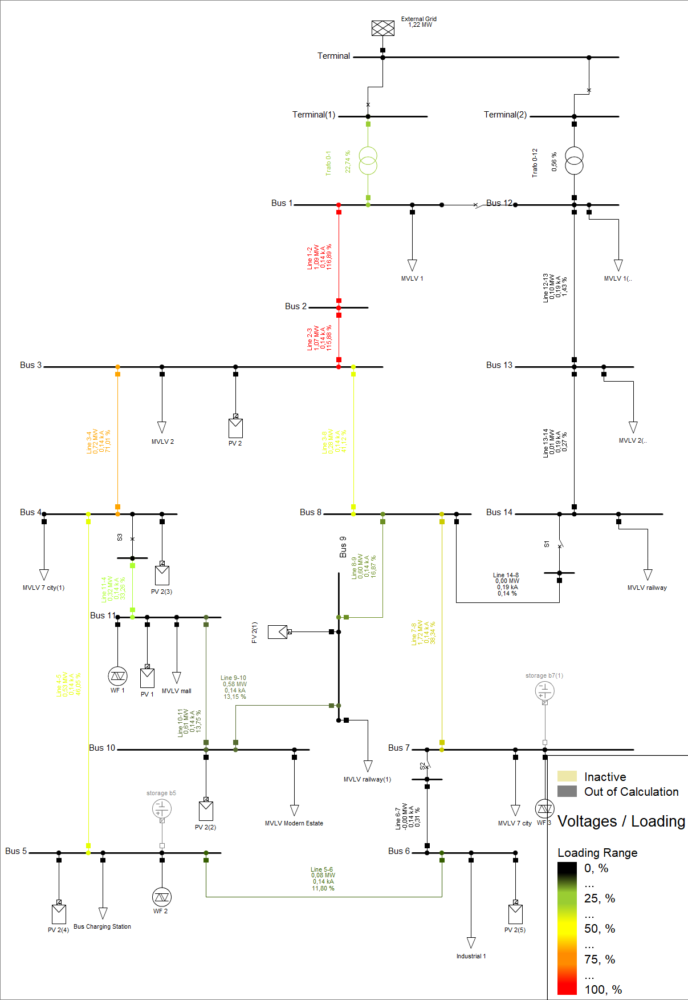 External Grid
1,22 MW
Terminal
Terminal(1)
Terminal(2)
Trafo 0-1
22,74 %
Trafo 0-12
0,56 %
Bus 1
Bus 12
Line 1-2
1,09 MW
0,14 kA
116,89 %
MVLV 1
MVLV 1(..
Line 12-13
0,10 MW
0,19 kA
1,43 %
Bus 2
Line 2-3
1,07 MW
0,14 kA
115,88 %
Bus 3
Bus 13
Line 3-4
0,72 MW
0,14 kA
71,01 %
MVLV 2
PV 2
Line 3-8
0,28 MW
0,14 kA
41,12 %
Line 13-14
0,01 MW
0,19 kA
0,27 %
MVLV 2(..
Bus 4
Bus 8
Bus 14
S3
Bus 9
S1
Line 8-9
0,60 MW
0,14 kA
16,87 %
MVLV 7 city(1)
Line 11-4
0,32 MW
0,14 kA
33,26 %
PV 2(3)
Line 14-8
0,00 MW
0,19 kA
0,14 %
MVLV railway
Bus 11
PV 2(1)
Line 7-8
1,72 MW
0,14 kA
38,34 %
Line 4-5
0,53 MW
0,14 kA
46,05 %
WF 1
PV 1
MVLV mall
Line 9-10
0,58 MW
0,14 kA
13,15 %
storage b7(1)
Line 10-11
0,61 MW
0,14 kA
13,75 %
Bus 10
Bus 7
S2
MVLV railway(1)
Inactive
Out of Calculation
storage b5
PV 2(2)
MVLV Modern Estate
Line 6-7
-0,00 MW
0,14 kA
0,31 %
MVLV 7 city
WF 3
Voltages / Loading
Bus 5
Bus 6
Loading Range
0, %
...
25, %
...
50, %
...
75, %
...
100, %
Line 5-6
0,08 MW
0,14 kA
11,80 %
WF 2
PV 2(4)
Bus Charging Station
PV 2(5)
Industrial 1